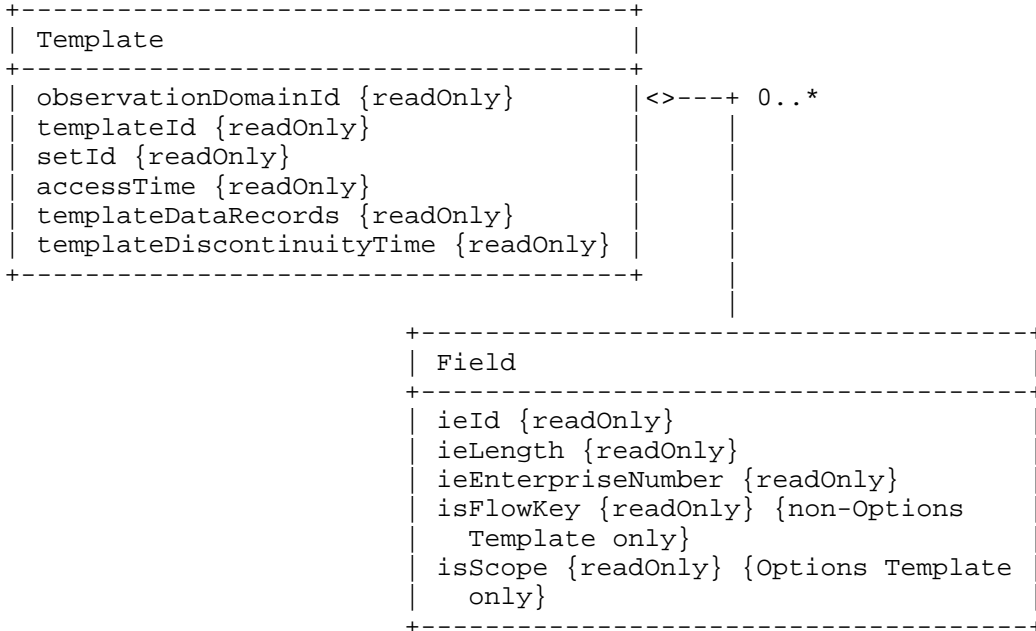 Template
observationDomainId {readOnly}
<>---+ 0..*
templateId {readOnly}
setId {readOnly}
accessTime {readOnly}
templateDataRecords {readOnly}
templateDiscontinuityTime {readOnly}
Field
ieId {readOnly}
ieLength {readOnly}
ieEnterpriseNumber {readOnly}
isFlowKey {readOnly} {non-Options
Template only}
isScope {readOnly} {Options Template
only}